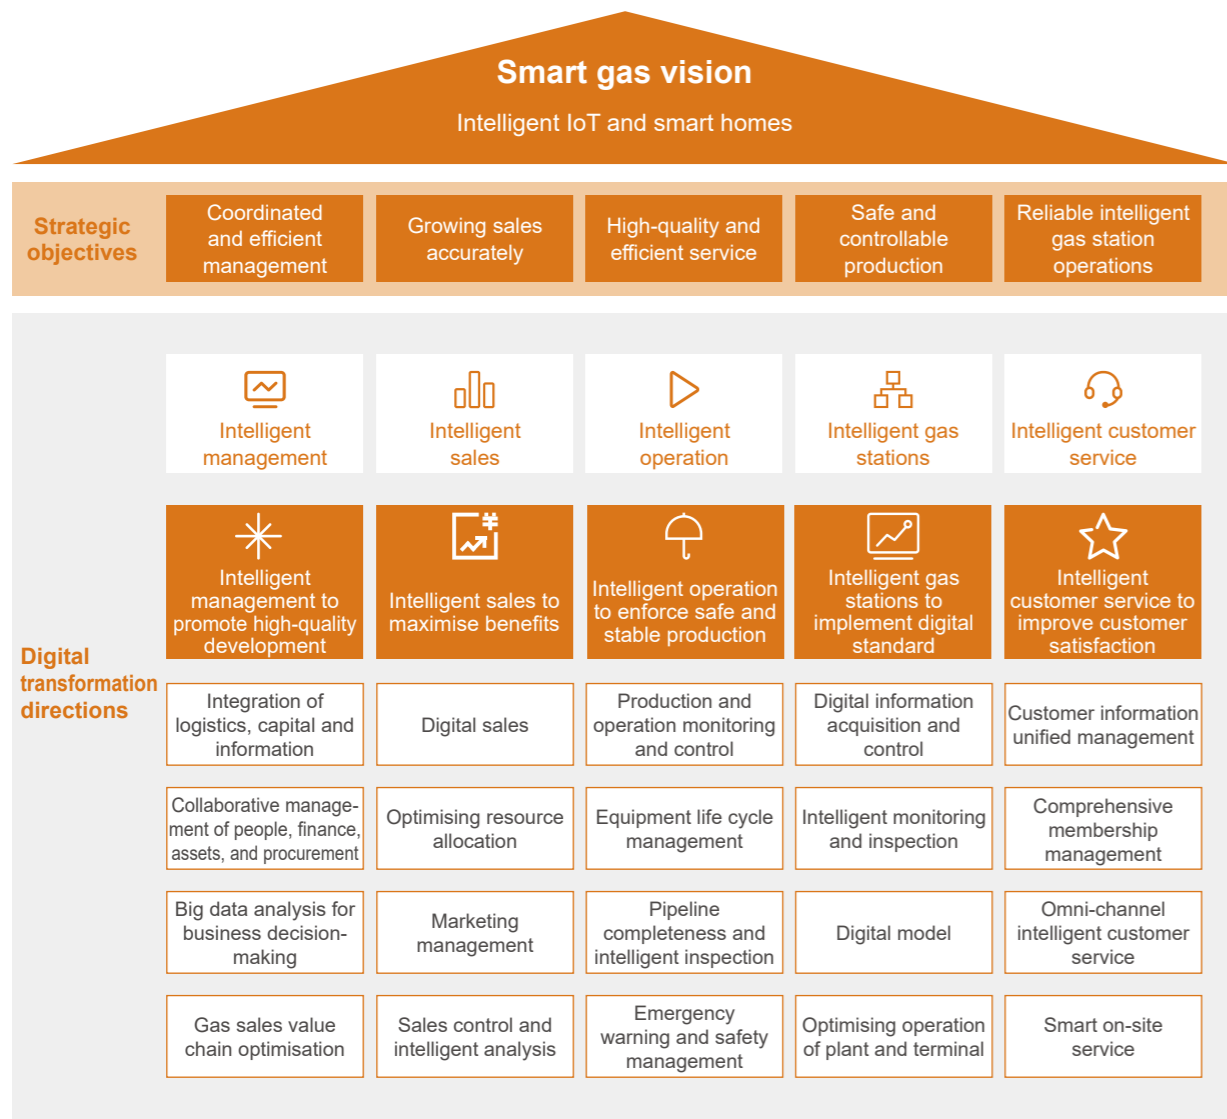 Smart gas vision
Intelligent IoT and smart homes
Strategic
objectives
Coordinated
and efficient
management
Growing sales
accurately
High-quality and
efficient service
Safe and
controllable
production
Reliable intelligent
gas station
operations
Digital
transformation
directions
Intelligent
management
Intelligent
sales
Intelligent
operation
Intelligent gas
stations
Intelligent customer
service
Intelligent
management to
promote high-quality
development
Intelligent sales to
maximise benefits
Intelligent operation
to enforce safe and
stable production
Intelligent gas
stations to
implement digital
standard
Intelligent
customer service to
improve customer
satisfaction
Integration of
logistics, capital and
information
Digital sales
Production and
operation monitoring
and control
Digital information
acquisition and
control
Customer information
unified management
Collaborative manage-
ment of people, finance,
assets, and procurement
Optimising resource
allocation
Equipment life cycle
management
Intelligent monitoring
and inspection
Comprehensive
membership
management
Big data analysis for
business decision-
making
Marketing
management
Pipeline
completeness and
intelligent inspection
Digital model
Omni-channel
intelligent customer
service
Gas sales value
chain optimisation
Sales control and
intelligent analysis
Emergency
warning and safety
management
Optimising operation
of plant and terminal
Smart on-site
service